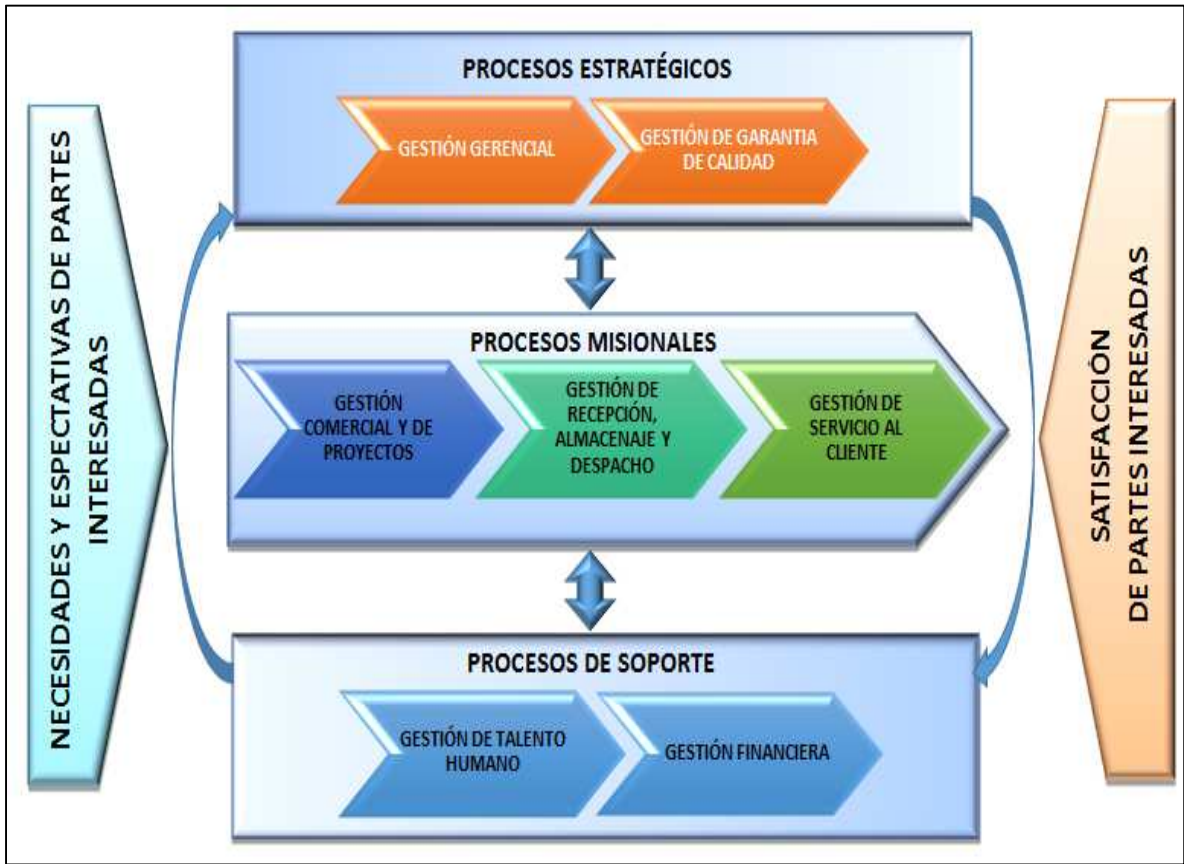 NECESIDADES Y ESPECTATIVAS DE PARTES
INTERESADAS
PROCESOS ESTRATÉGICOS
GESTIÓN GERENCIAL
GESTIÓN DE GARANTIA
DE CALIDAD
PROCESOS MISIONALES
GESTIÓN
COMERCIAL Y DE
PROYECTOS
GESTIÓN DE
RECEPCIÓN,
ALMACENAJE Y
DESPACHO
GESTIÓN DE
SERVICIO AL
CLIENTE
PROCESOS DE SOPORTE
GESTIÓN DE TALENTO
HUMANO
GESTIÓN FINANCIERA
SATISFACCIÓN
DE PARTES INTERESADAS